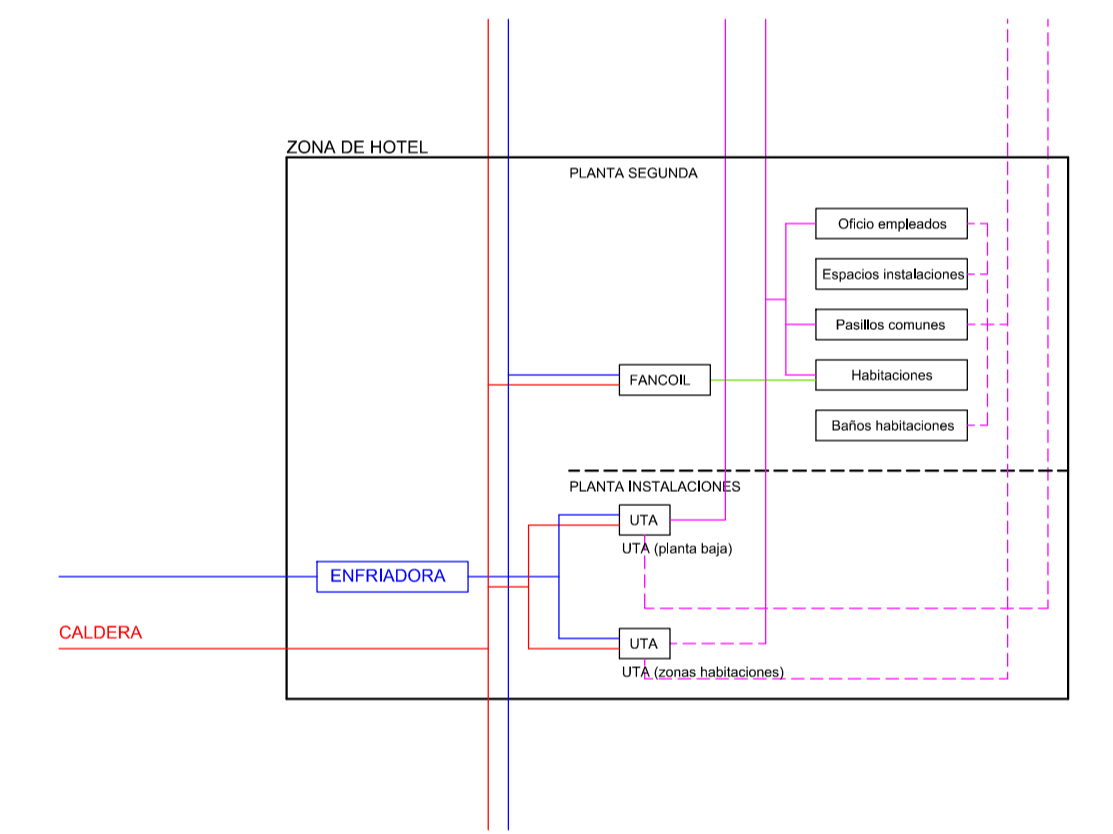 ZONA DE HOTEL
PLANTA SEGUNDA
Oficio empleados
Espacios instalaciones
Pasillos comunes
Habitaciones
FANCOIL
Baños habitaciones
PLANTA INSTALACIONES
UTA
UTA (planta baja)
ENFRIADORA
CALDERA
UTA
UTA (zonas habitaciones)